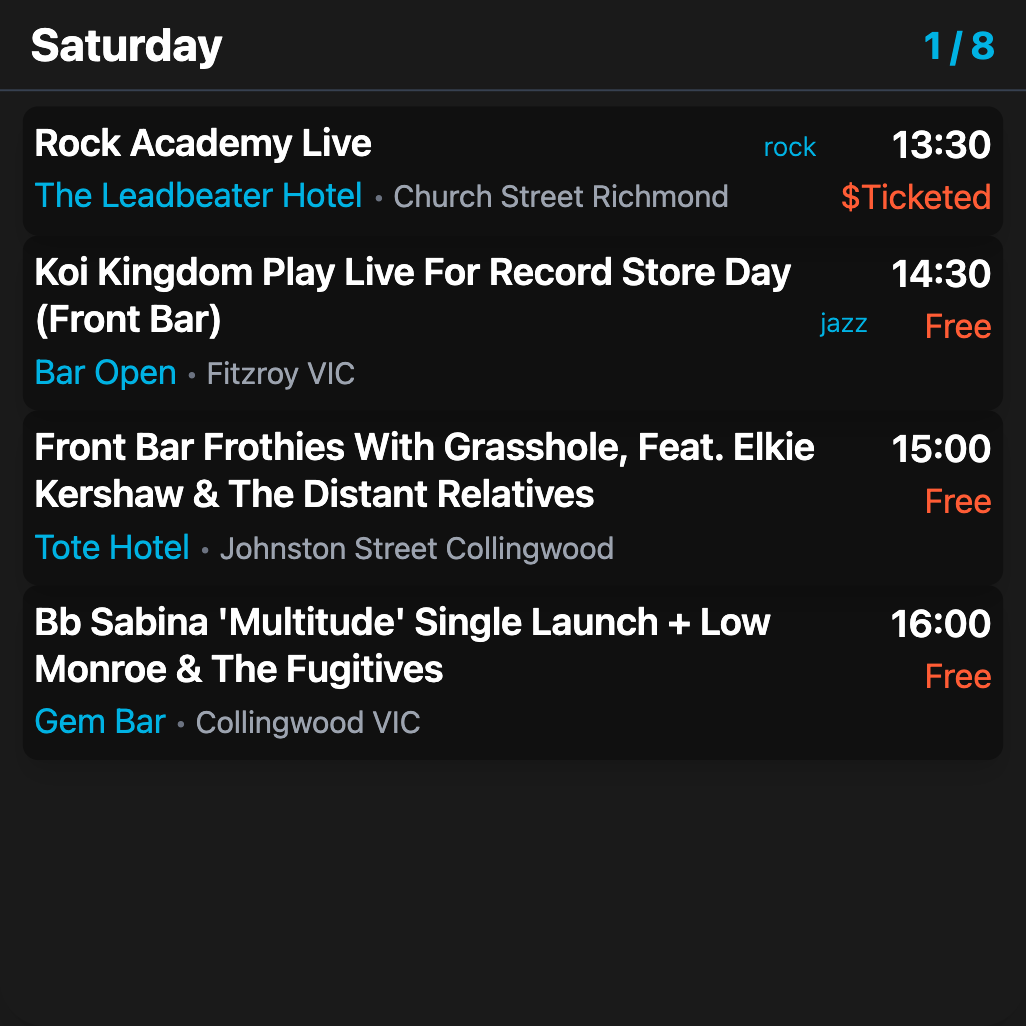 Saturday 1 / 8
Rock Academy Live rock 13:30
The Leadbeater Hotel • Church Street Richmond $Ticketed
Koi Kingdom Play Live For Record Store Day 14:30
(Front Bar) jazz Free
Bar Open • Fitzroy VIC
Front Bar Frothies With Grasshole, Feat. Elkie 15:00
Kershaw & The Distant Relatives Free
Tote Hotel • Johnston Street Collingwood
Bb Sabina 'Multitude' Single Launch + Low 16:00
Monroe & The Fugitives Free
Gem Bar • Collingwood VIC